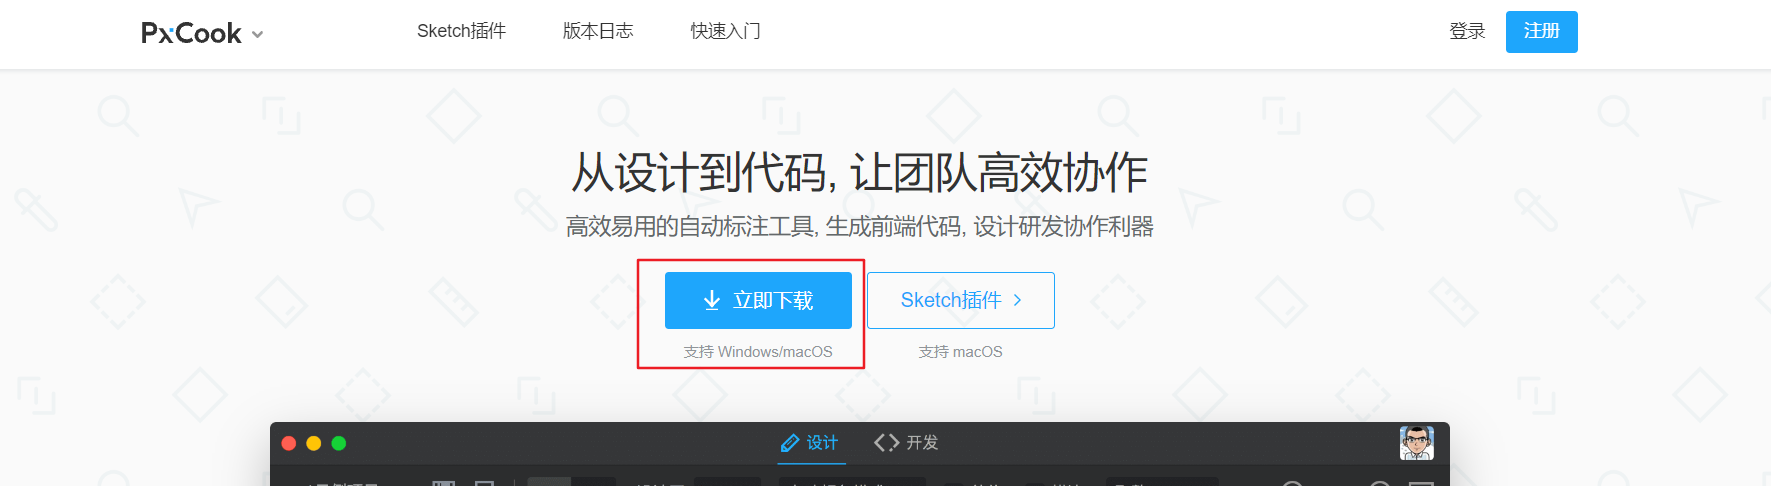 PxCook
Sketch插件
版本日志
快速入门
登录
注册
从设计到代码, 让团队高效协作
高效易用的自动标注工具, 生成前端代码, 设计研发协作利器
立即下载
Sketch插件
支持 Windows/macOS
支持 macOS
设计
开发